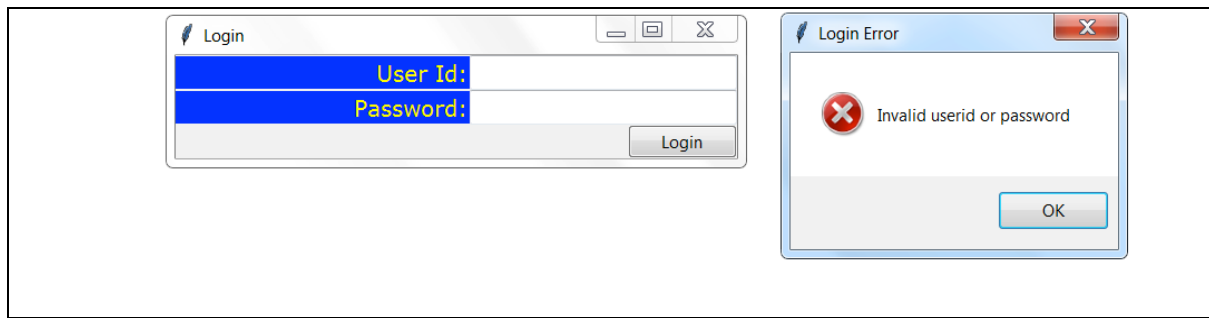 Login
User Id:
Password:
Login
Login Error
Invalid userid or password
OK